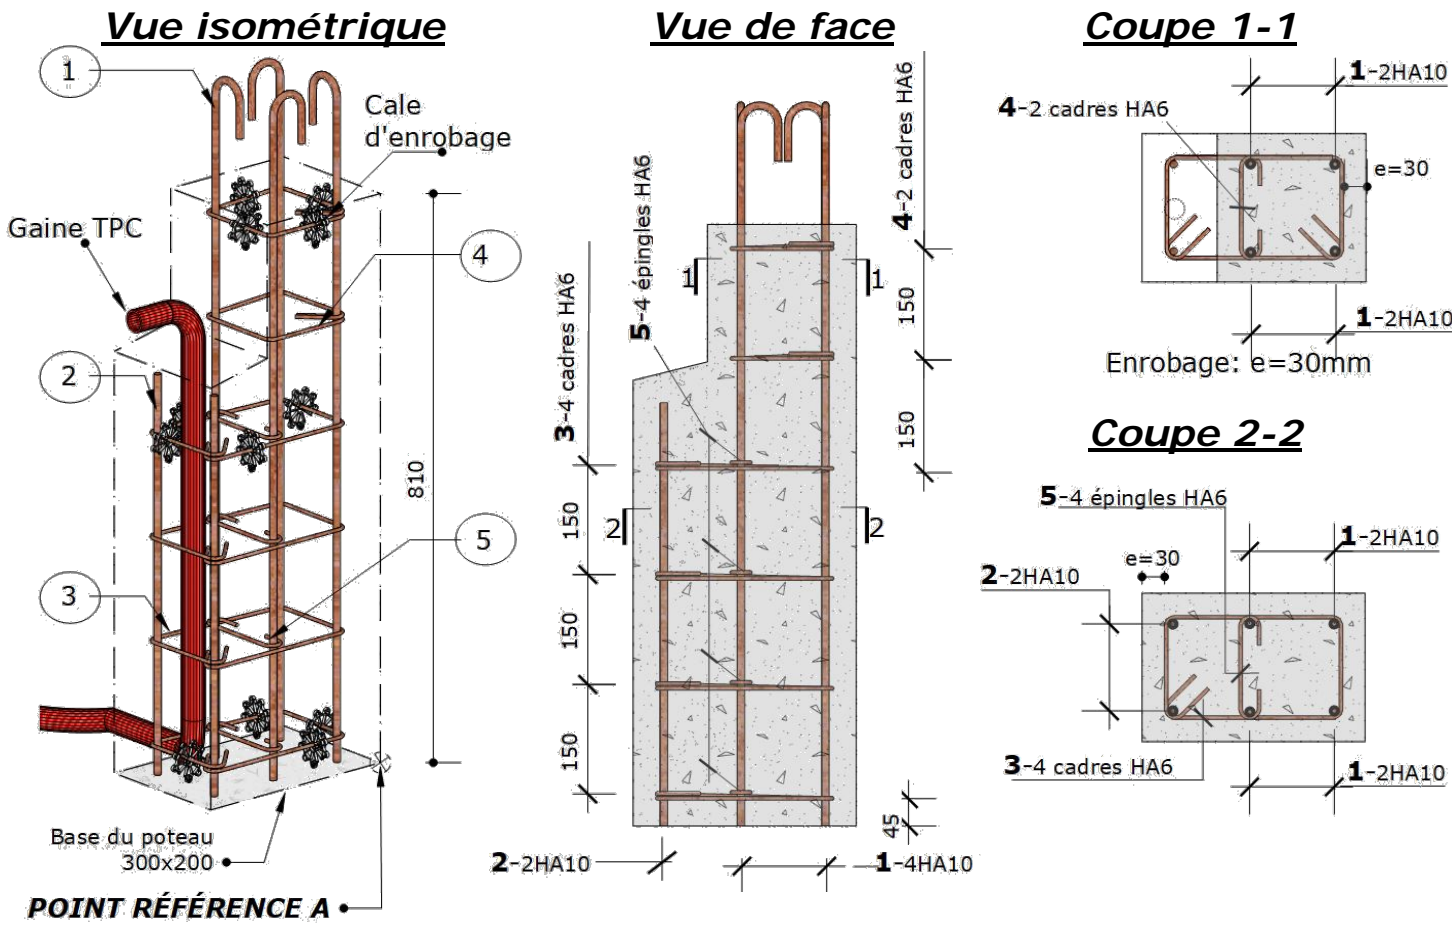 Vue isométrique
1
Cale
d'enrobage
Gaine TPC
4
2
810
5
3
Base du poteau
300x200
POINT RÉFÉRENCE A
Vue de face
4-2 cadres HA6
5-4 épingles HA6
3-4 cadres HA6
1
1
150
150
2
2
150
150
150
45
2-2HA10
1-4HA10
Coupe 1-1
1-2HA10
4-2 cadres HA6
e=30
1-2HA10
Enrobage: e=30mm
Coupe 2-2
5-4 épingles HA6
1-2HA10
e=30
2-2HA10
3-4 cadres HA6
1-2HA10